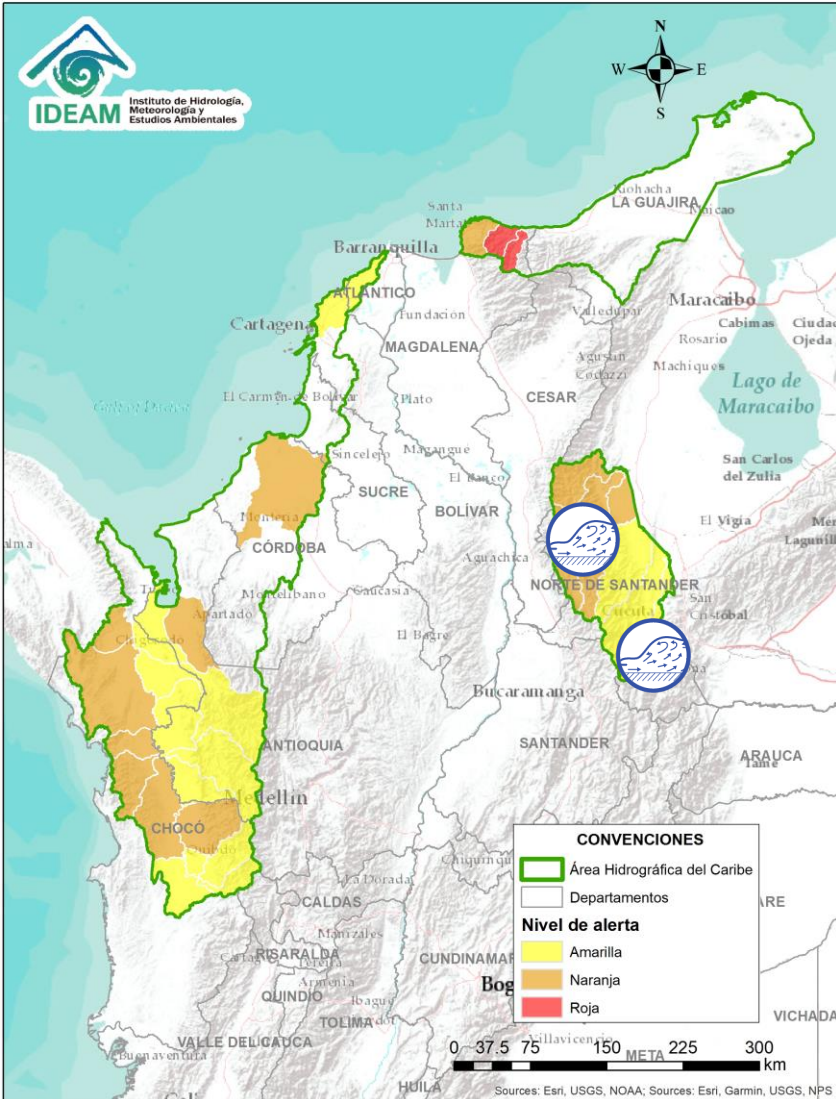 IDEAM
Instituto de Hidrología,
Meteorología y
Estudios Ambientales
N
W
E
S
Riohacha
LA GUAJIRA
Maicao
Santa
Marta
Barranquilla
ATLÁNTICO
Maracaibo
Cartagena
Fundación
Valledupar
Cabimas
Ciudad
Ojeda
MAGDALENA
Rosario
Agustín
Codazzi
Machiques
CESAR
Lago de
Maracaibo
El Carmen de Bolívar
Plato
Sincelejo
Magangué
San Carlos
del Zulia
El Banco
SUCRE
BOLÍVAR
Montería
El Vigía
CÓRDOBA
Aguachica
NORTE DE SANTANDER
Montelíbano
Caucasia
San
Cristóbal
Apartadó
Cúcuta
Chigorodó
El Bagre
Bucaramanga
ANTIOQUIA
SANTANDER
ARAUCA
Tame
Medellín
CHOCÓ
Quibdó
CONVENCIONES
Área Hidrográfica del Caribe
Departamentos
Nivel de alerta
Amarilla
Naranja
Roja
La Dorada
CALDAS
Manizales
RISARALDA
Pereira
CUNDINAMAR
Armenia
QUINDÍO
Ibagué
Bog
TOLIMA
VICHADA
Villavicencio
VALLE DEL CAUCA
Buenaventura
META
0 37.5 75 150 225 300
km
HUILA
Sources: Esri, USGS, NOAA; Sources: Esri, Garmin, USGS, NPS